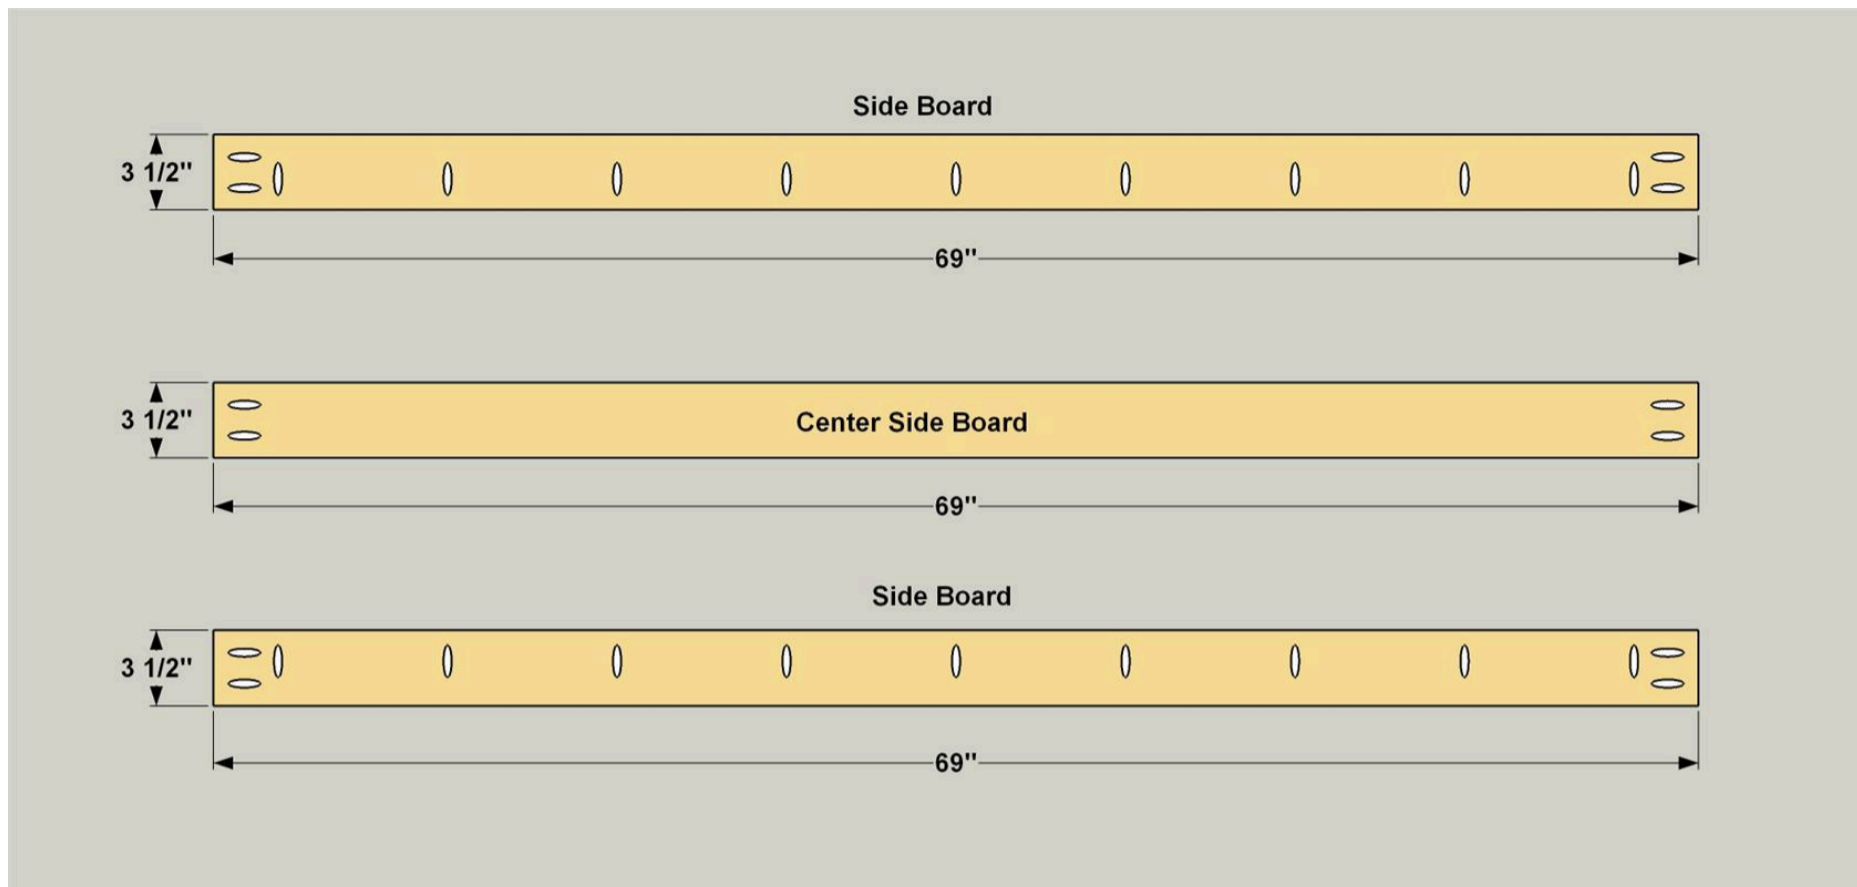 Side Board
3 1/2"
69"
3 1/2"
Center Side Board
69"
Side Board
3 1/2"
69"